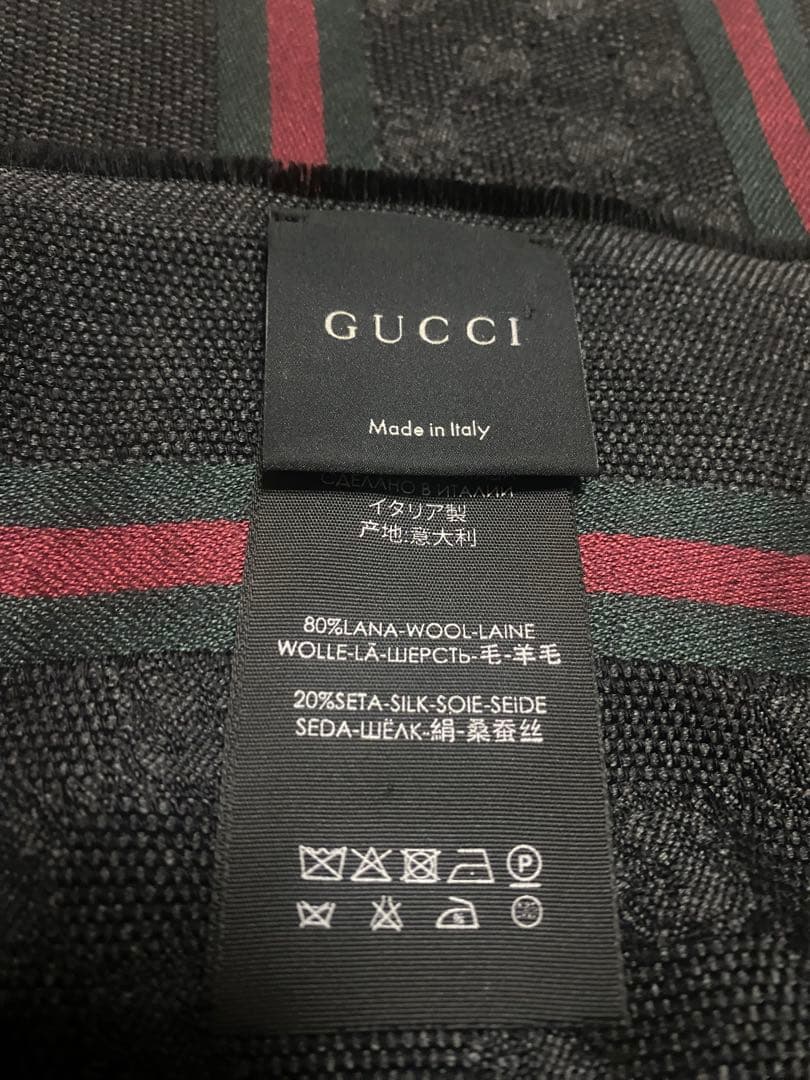 GUCCI
Made in Italy
СДЕЛАНО В ИТАЛИИ
イタリア製
产地:意大利
80%LANA-WOOL-LAINE
WOLLE-LÃ-ШЕРСТЬ-毛-羊毛
20%SETA-SILK-SOIE-SEIDE
SEDA-ШЁЛК-絹-桑蚕丝
P